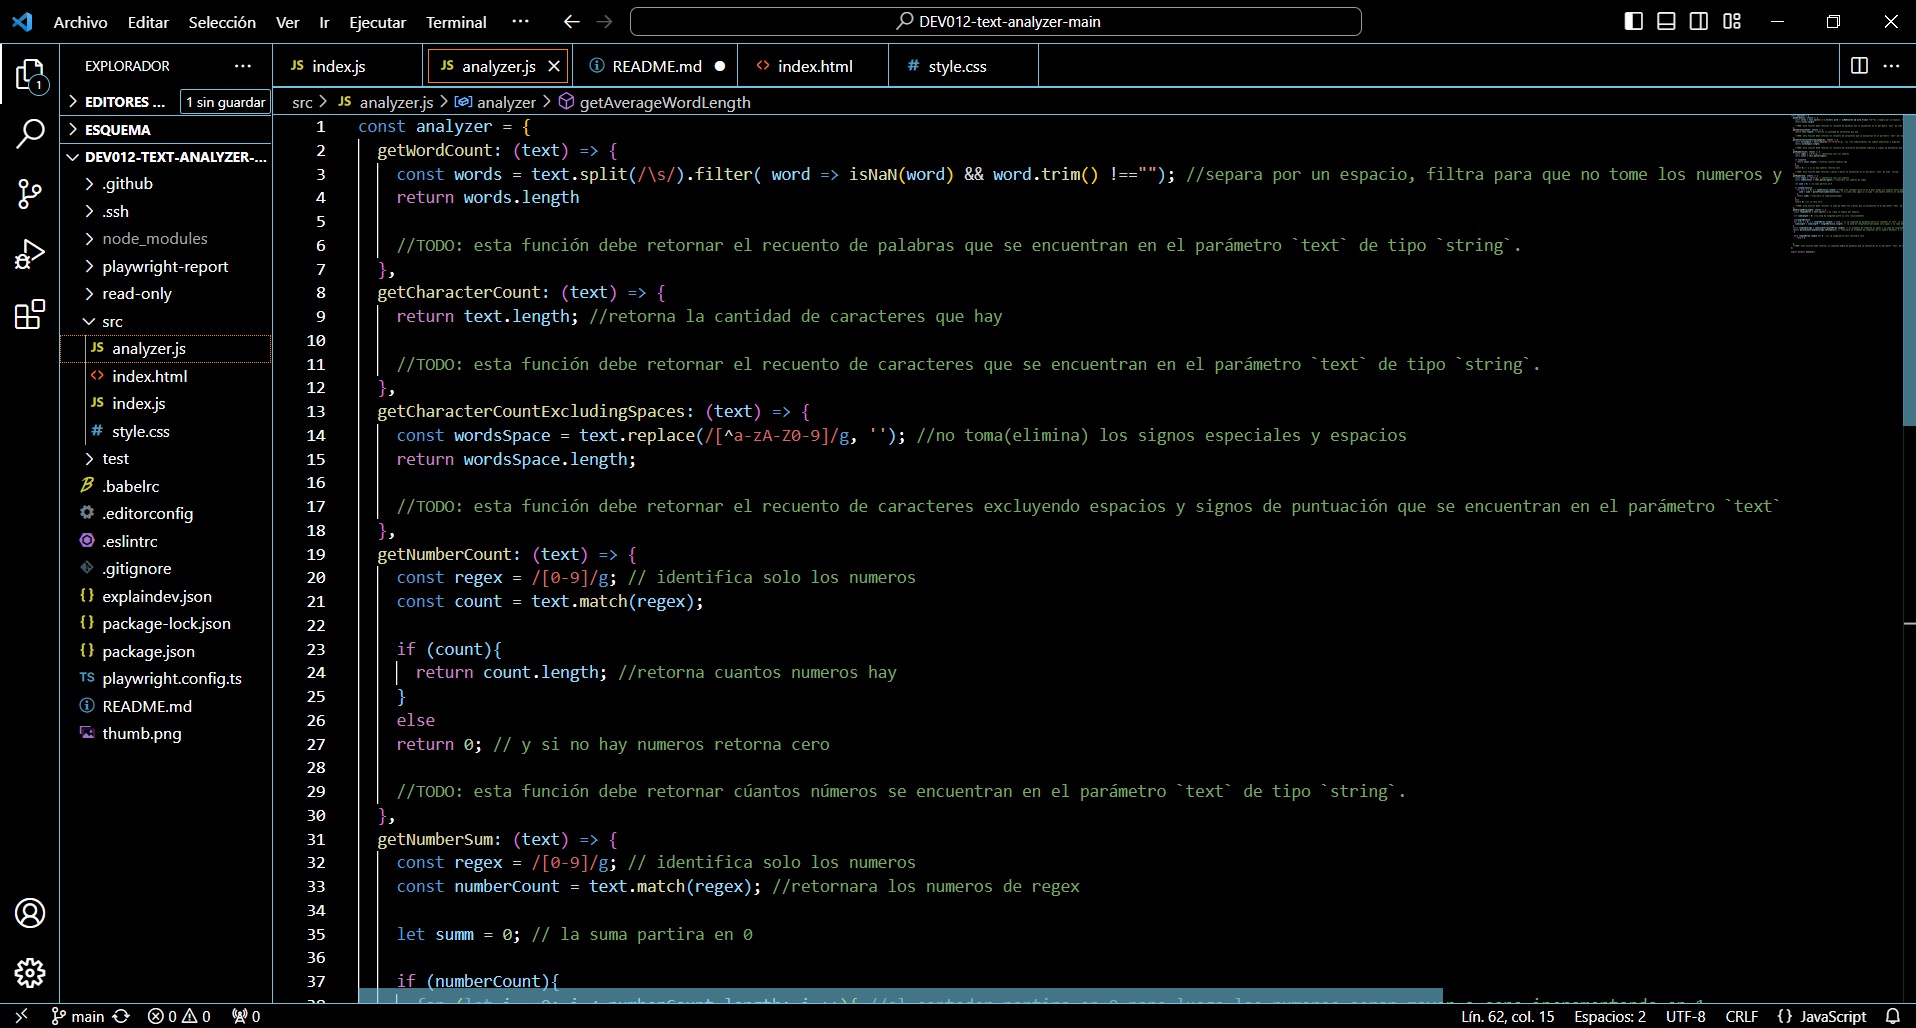 Archivo Editar Selección Ver Ir Ejecutar Terminal ··· DEV012-text-analyzer-main
EXPLORADOR ···
EDITORES ... 1 sin guardar
ESQUEMA
DEV012-TEXT-ANALYZER-...
.github
.ssh
node_modules
playwright-report
read-only
src
JS analyzer.js
<> index.html
JS index.js
# style.css
test
.babelrc
.editorconfig
.eslintrc
.gitignore
{} explaindev.json
{} package-lock.json
{} package.json
TS playwright.config.ts
README.md
thumb.png
JS index.js JS analyzer.js README.md <> index.html # style.css
src > JS analyzer.js > analyzer > getAverageWordLength
1 const analyzer = {
2 getWordCount: (text) => {
3 const words = text.split(/\s/).filter( word => isNaN(word) && word.trim() !==""); //separa por un espacio, filtra para que no tome los numeros y
4 return words.length
5
6 //TODO: esta función debe retornar el recuento de palabras que se encuentran en el parámetro `text` de tipo `string`.
7 },
8 getCharacterCount: (text) => {
9 return text.length; //retorna la cantidad de caracteres que hay
10
11 //TODO: esta función debe retornar el recuento de caracteres que se encuentran en el parámetro `text` de tipo `string`.
12 },
13 getCharacterCountExcludingSpaces: (text) => {
14 const wordsSpace = text.replace(/[^a-zA-Z0-9]/g, ''); //no toma(elimina) los signos especiales y espacios
15 return wordsSpace.length;
16
17 //TODO: esta función debe retornar el recuento de caracteres excluyendo espacios y signos de puntuación que se encuentran en el parámetro `text`
18 },
19 getNumberCount: (text) => {
20 const regex = /[0-9]/g; // identifica solo los numeros
21 const count = text.match(regex);
22
23 if (count){
24 return count.length; //retorna cuantos numeros hay
25 }
26 else
27 return 0; // y si no hay numeros retorna cero
28
29 //TODO: esta función debe retornar cúantos números se encuentran en el parámetro `text` de tipo `string`.
30 },
31 getNumberSum: (text) => {
32 const regex = /[0-9]/g; // identifica solo los numeros
33 const numberCount = text.match(regex); //retornara los numeros de regex
34
35 let summ = 0; // la suma partira en 0
36
37 if (numberCount){
main 0 0 0 Lín. 62, col. 15 Espacios: 2 UTF-8 CRLF {} JavaScript